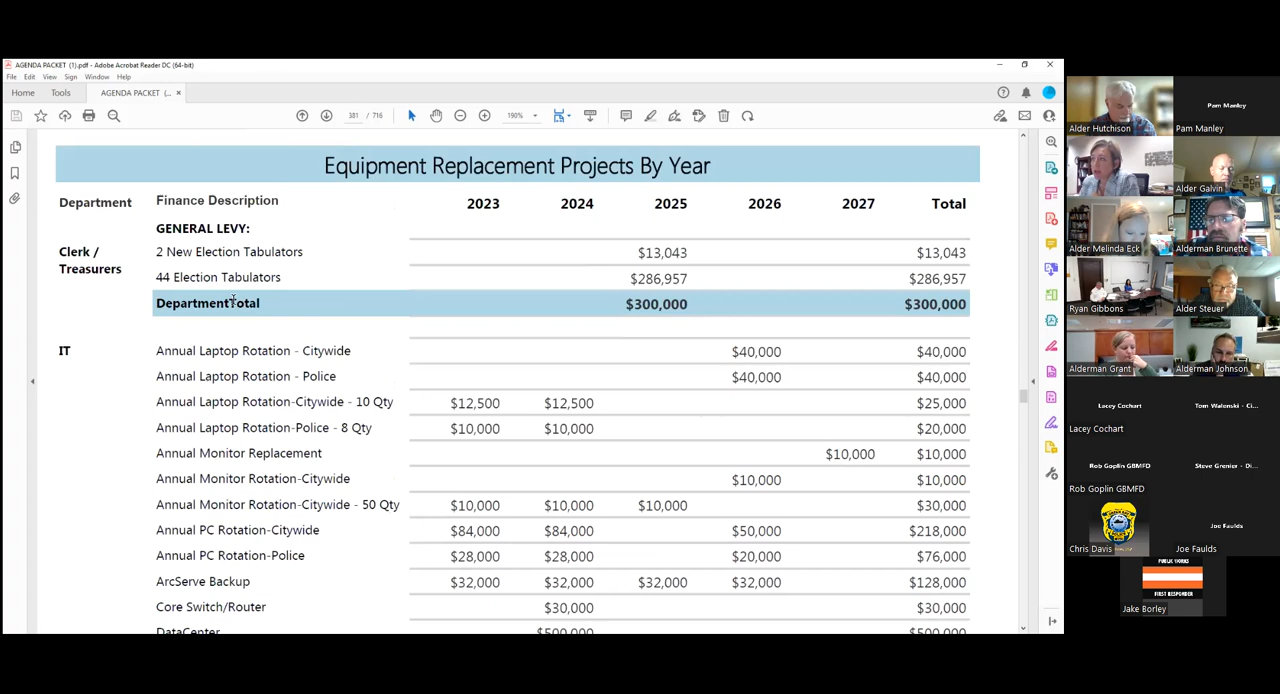 AGENDA PACKET (1).pdf - Adobe Acrobat Reader DC (64-bit)
File Edit View Sign Window Help
Home Tools AGENDA PACKET (... ×
381 / 716 190%
Equipment Replacement Projects By Year
Department Finance Description 2023 2024 2025 2026 2027 Total
GENERAL LEVY:
Clerk / Treasurers 2 New Election Tabulators $13,043 $13,043
44 Election Tabulators $286,957 $286,957
Department Total $300,000 $300,000
IT Annual Laptop Rotation - Citywide $40,000 $40,000
Annual Laptop Rotation - Police $40,000 $40,000
Annual Laptop Rotation-Citywide - 10 Qty $12,500 $12,500 $25,000
Annual Laptop Rotation-Police - 8 Qty $10,000 $10,000 $20,000
Annual Monitor Replacement $10,000 $10,000
Annual Monitor Rotation-Citywide $10,000 $10,000
Annual Monitor Rotation-Citywide - 50 Qty $10,000 $10,000 $10,000 $30,000
Annual PC Rotation-Citywide $84,000 $84,000 $50,000 $218,000
Annual PC Rotation-Police $28,000 $28,000 $20,000 $76,000
ArcServe Backup $32,000 $32,000 $32,000 $32,000 $128,000
Core Switch/Router $30,000 $30,000
DataCenter $500,000 $500,000
Alder Hutchison
Pam Manley
Alder Galvin
Alder Melinda Eck
Alderman Brunette
Ryan Gibbons
Alder Steuer
Alderman Grant
Alderman Johnson
Lacey Cochart
Lacey Cochart
Tom Walenski - Ci...
Rob Goplin GBMFD
Rob Goplin GBMFD
Steve Grenier - Di...
Chris Davis
Joe Faulds
Joe Faulds
PUBLIC WORKS
FIRST RESPONDER
Jake Borley